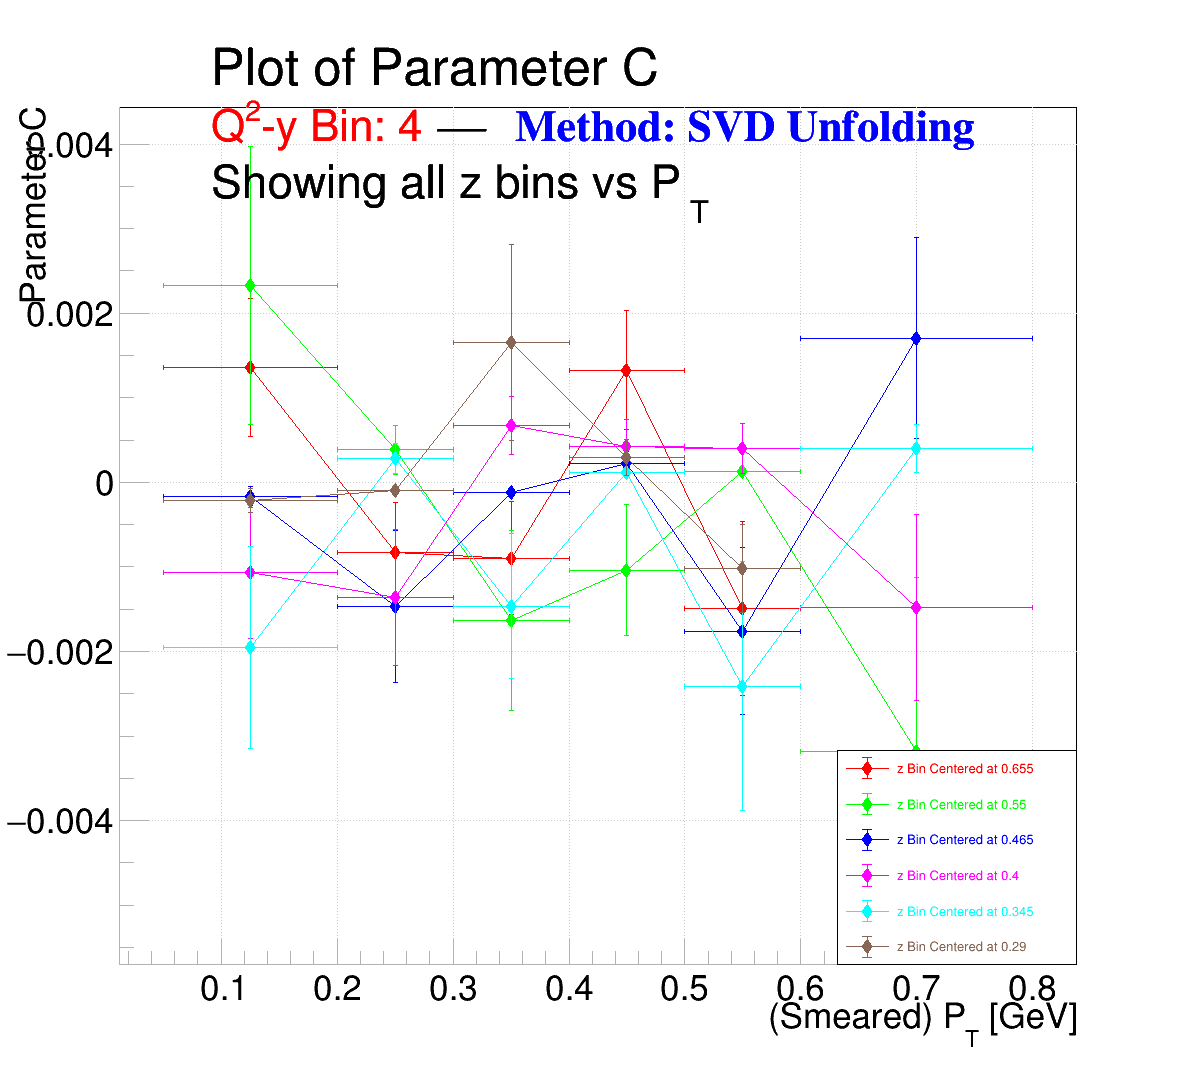 Plot of Parameter C
Q²-y Bin: 4 — Method: SVD Unfolding
Showing all z bins vs P_T
Parameter C
0.004
0.002
0
−0.002
−0.004
z Bin Centered at 0.655
z Bin Centered at 0.55
z Bin Centered at 0.465
z Bin Centered at 0.4
z Bin Centered at 0.345
z Bin Centered at 0.29
0.1 0.2 0.3 0.4 0.5 0.6 0.7 0.8
(Smeared) P_T [GeV]